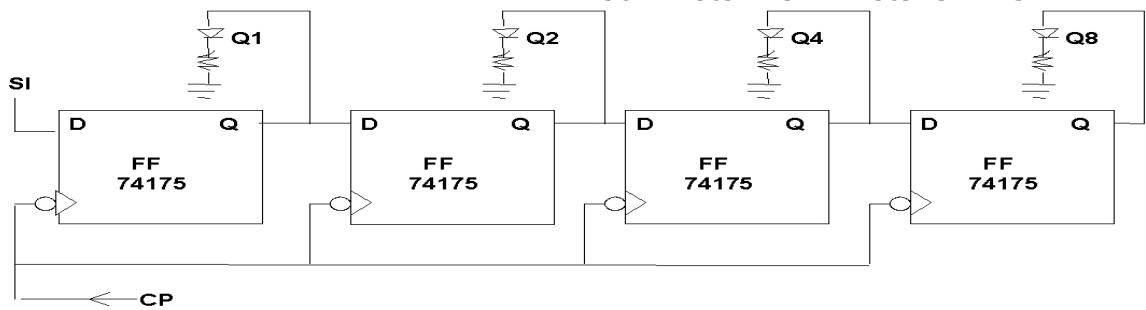 Q1 Q2 Q4 Q8
SI
D Q D Q D Q D Q
FF FF FF FF
74175 74175 74175 74175
CP